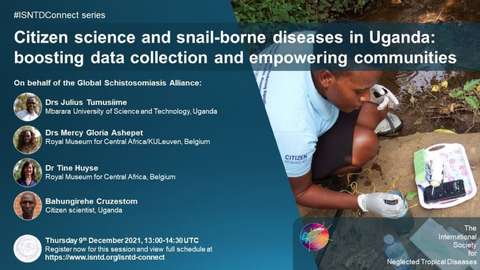 #ISNTDConnect series
Citizen science and snail-borne diseases in Uganda:
boosting data collection and empowering communities
On behalf of the Global Schistosomiasis Alliance:
Drs Julius Tumusiime
Mbarara University of Science and Technology, Uganda
Drs Mercy Gloria Ashepet
Royal Museum for Central Africa/KULeuven, Belgium
Dr Tine Huyse
Royal Museum for Central Africa, Belgium
Bahungirehe Cruzestom
Citizen scientist, Uganda
Thursday 9th December 2021, 13:00-14:30 UTC
Register now for this session and view full schedule at
https://www.isntd.org/isntd-connect
CITIZEN
The
International
Society
for
Neglected Tropical Diseases